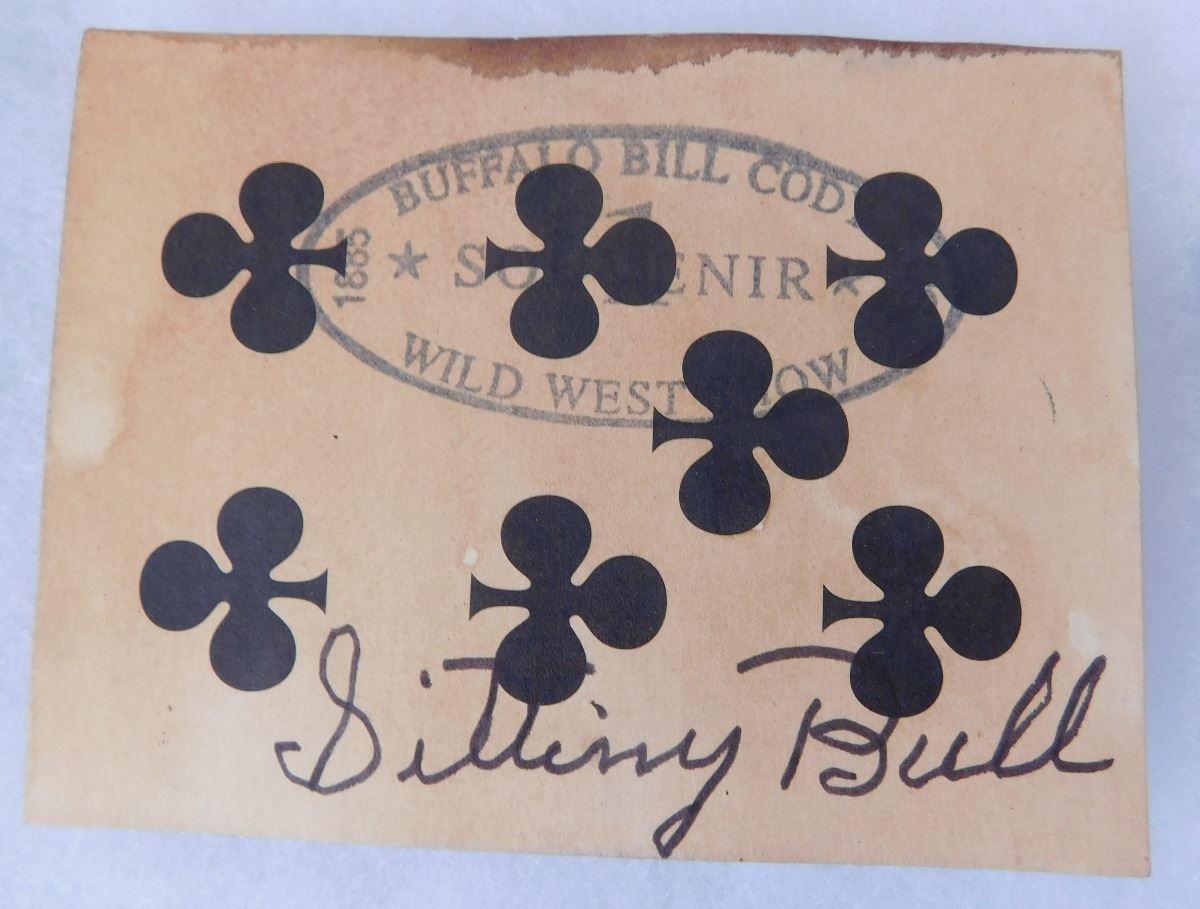 BUFFALO BILL CODY
1885 ★ SOUVENIR ★
WILD WEST SHOW
Sitting Bull